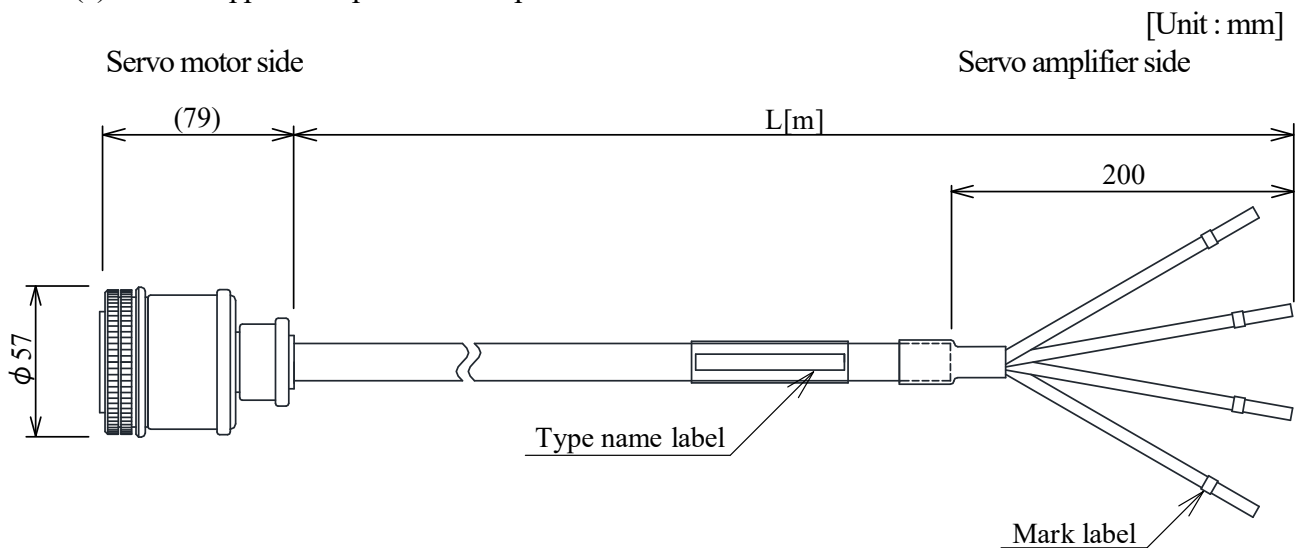 [Unit : mm]
Servo motor side
Servo amplifier side
(79)
L[m]
200
ϕ57
Type name label
Mark label